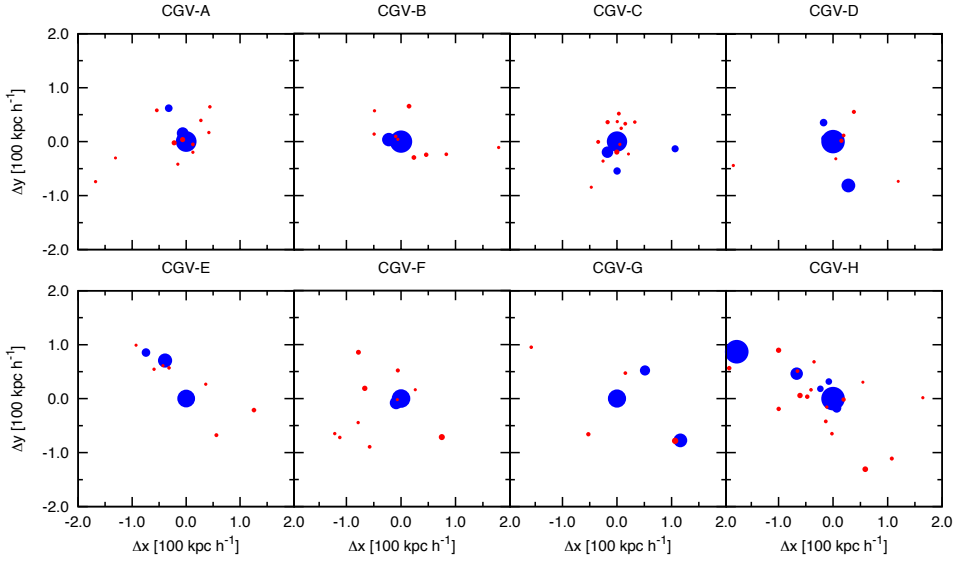 CGV-A CGV-B CGV-C CGV-D
2.0
1.0
0.0
-1.0
-2.0
Δy [100 kpc h⁻¹]
CGV-E CGV-F CGV-G CGV-H
2.0
1.0
0.0
-1.0
-2.0
Δy [100 kpc h⁻¹]
-2.0 -1.0 0.0 1.0 2.0 -1.0 0.0 1.0 2.0 -1.0 0.0 1.0 2.0 -1.0 0.0 1.0 2.0
Δx [100 kpc h⁻¹] Δx [100 kpc h⁻¹] Δx [100 kpc h⁻¹] Δx [100 kpc h⁻¹]